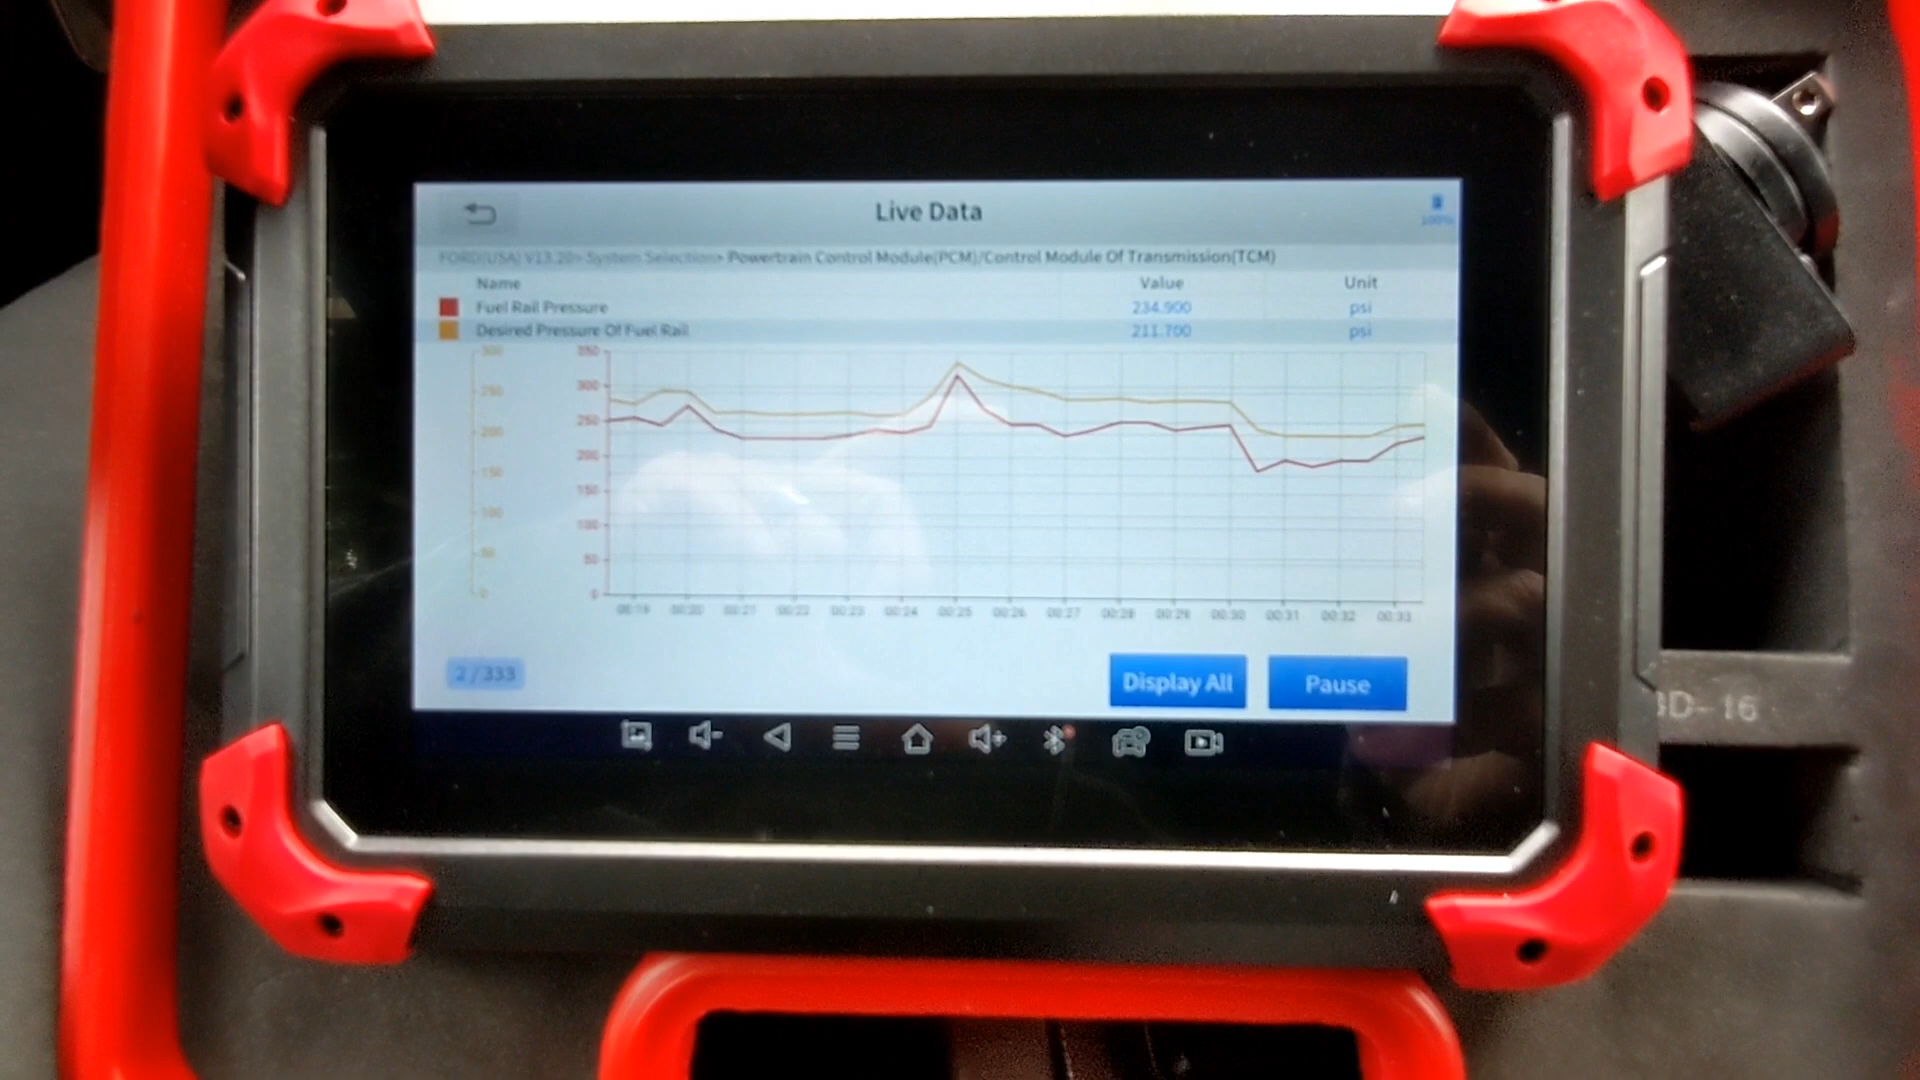 Live Data
100%
FORD(USA) V13.20> System Selection> Powertrain Control Module(PCM)/Control Module Of Transmission(TCM)
Name Value Unit
Fuel Rail Pressure 234.900 psi
Desired Pressure Of Fuel Rail 211.700 psi
300 350
250 300
200 250
150 200
100 150
50 100
0 50
0
00:19 00:20 00:21 00:22 00:23 00:24 00:25 00:26 00:27 00:28 00:29 00:30 00:31 00:32 00:33
2 / 333 Display All Pause
BD-16